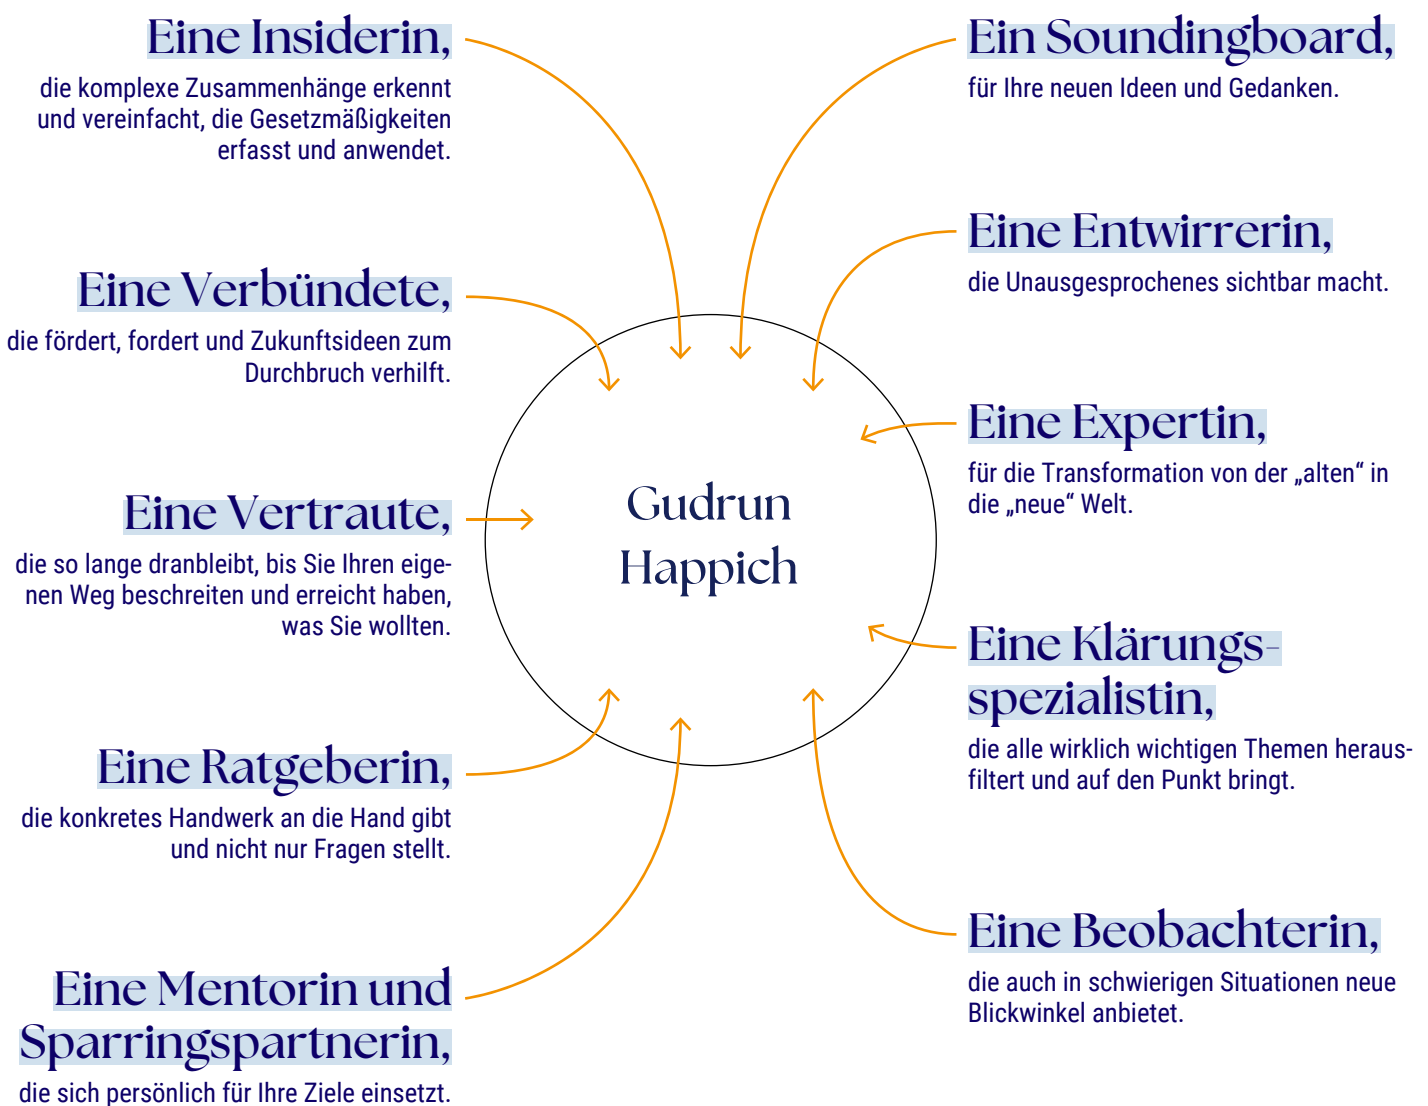 Eine Insiderin,
die komplexe Zusammenhänge erkennt
und vereinfacht, die Gesetzmäßigkeiten
erfasst und anwendet.
Eine Verbündete,
die fördert, fordert und Zukunftsideen zum
Durchbruch verhilft.
Eine Vertraute,
die so lange dranbleibt, bis Sie Ihren eige-
nen Weg beschreiten und erreicht haben,
was Sie wollten.
Eine Ratgeberin,
die konkretes Handwerk an die Hand gibt
und nicht nur Fragen stellt.
Eine Mentorin und
Sparringspartnerin,
die sich persönlich für Ihre Ziele einsetzt.
Gudrun
Happich
Ein Soundingboard,
für Ihre neuen Ideen und Gedanken.
Eine Entwirrerin,
die Unausgesprochenes sichtbar macht.
Eine Expertin,
für die Transformation von der „alten“ in
die „neue“ Welt.
Eine Klärungs-
spezialistin,
die alle wirklich wichtigen Themen heraus-
filtert und auf den Punkt bringt.
Eine Beobachterin,
die auch in schwierigen Situationen neue
Blickwinkel anbietet.